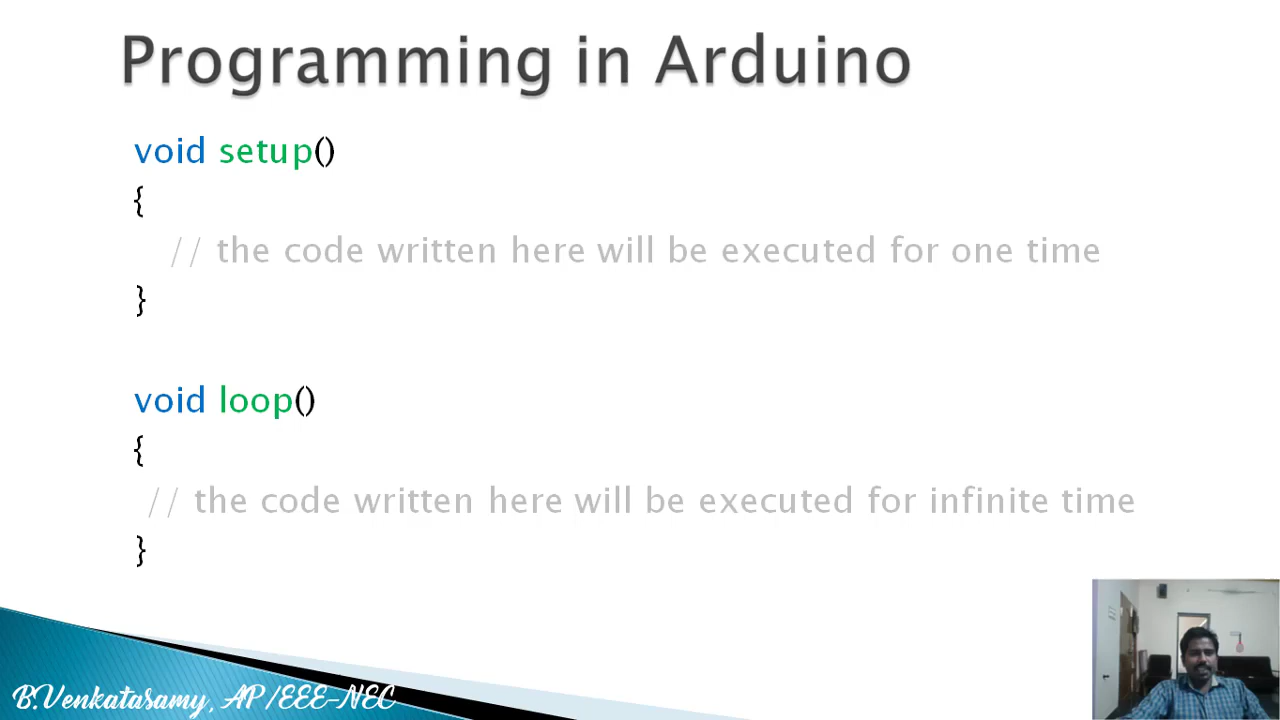 Programming in Arduino
void setup()
{
// the code written here will be executed for one time
}
void loop()
{
// the code written here will be executed for infinite time
}
B.Venkatasamy, AP/EEE-NEC